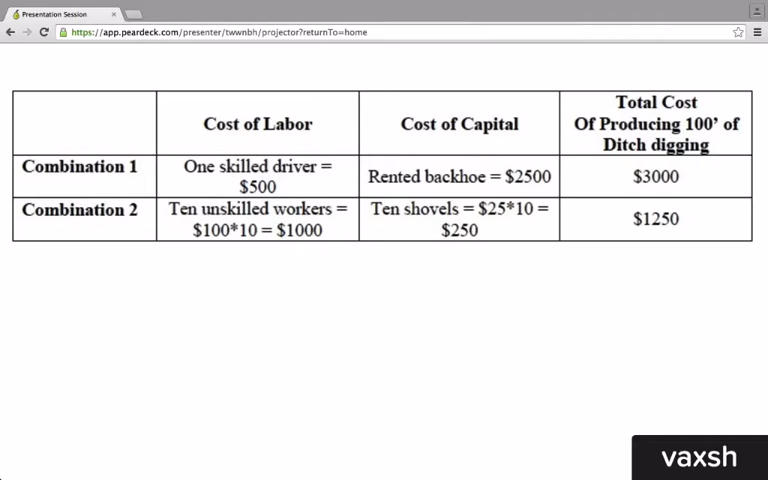 Presentation Session
https://app.peardeck.com/presenter/twwnbh/projector?returnTo=home
Cost of Labor
Cost of Capital
Total Cost
Of Producing 100’ of
Ditch digging
Combination 1
One skilled driver =
$500
Rented backhoe = $2500
$3000
Combination 2
Ten unskilled workers =
$100*10 = $1000
Ten shovels = $25*10 =
$250
$1250
vaxsh